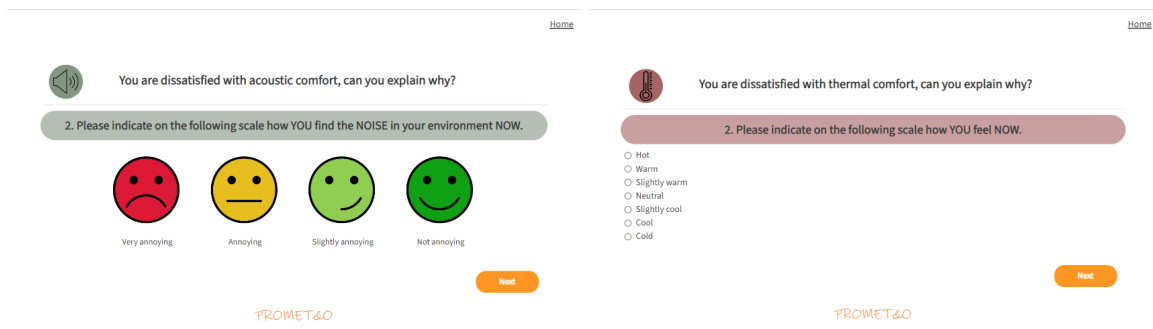 Home
You are dissatisfied with acoustic comfort, can you explain why?
2. Please indicate on the following scale how YOU find the NOISE in your environment NOW.
Very annoying
Annoying
Slightly annoying
Not annoying
Next
PROMET&O
Home
You are dissatisfied with thermal comfort, can you explain why?
2. Please indicate on the following scale how YOU feel NOW.
Hot
Warm
Slightly warm
Neutral
Slightly cool
Cool
Cold
Next
PROMET&O